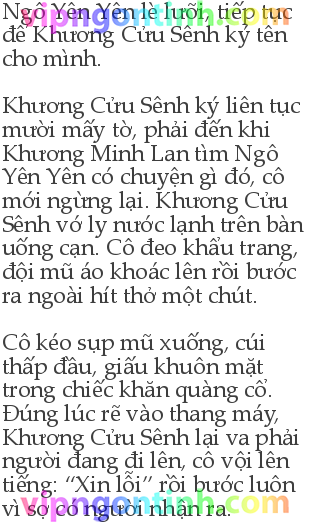 Ngô Yên Yên lè lưỡi, tiếp tục
để Khương Cửu Sênh ký tên
cho mình.
vipngontinh.pro
Khương Cửu Sênh ký liên tục
mười mấy tờ, phải đến khi
Khương Minh Lan tìm Ngô
Yên Yên có chuyện gì đó, cô
mới ngừng lại. Khương Cửu
Sênh vớ ly nước lạnh trên bàn
uống cạn. Cô đeo khẩu trang,
đội mũ áo khoác lên rồi bước
ra ngoài hít thở một chút.
Cô kéo sụp mũ xuống, cúi
thấp đầu, giấu khuôn mặt
trong chiếc khăn quàng cổ.
Đúng lúc rẽ vào thang máy,
Khương Cửu Sênh lại va phải
người đang đi lên, cô vội lên
tiếng: “Xin lỗi” rồi bước luôn
vì sợ có người nhận ra.
vipngontinh.pro